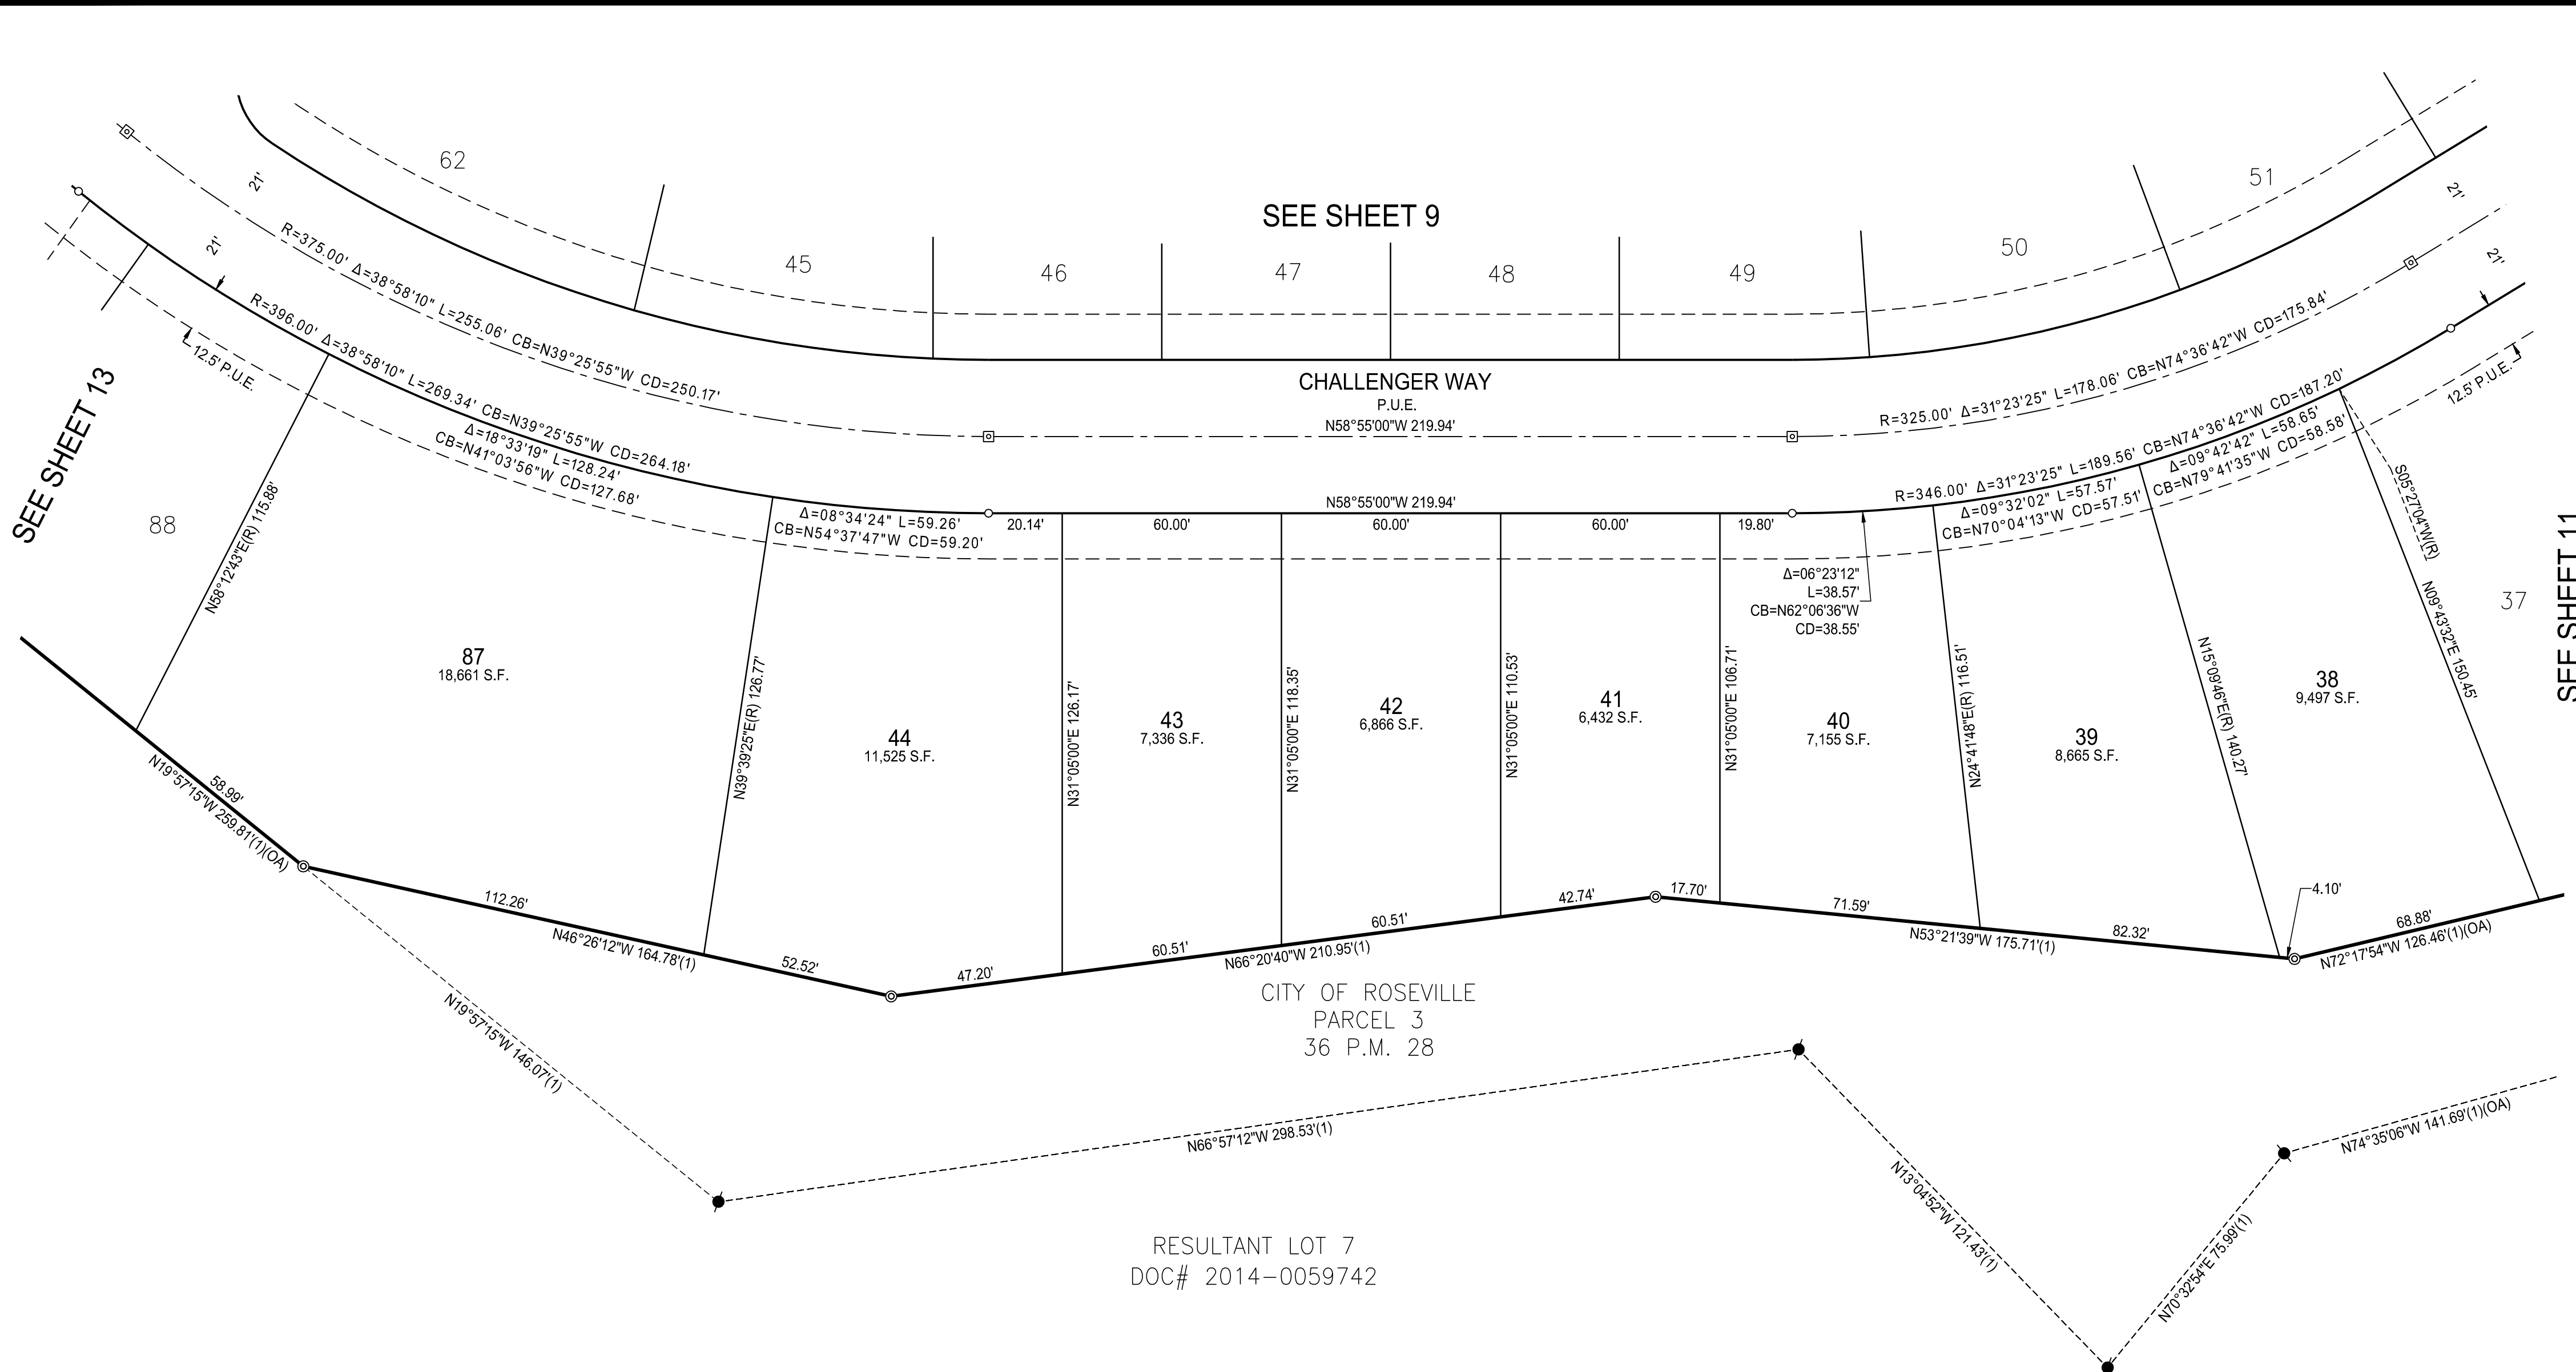 62
21'
51
21'
SEE SHEET 9
50
21'
21'
45
46
47
48
49
R=375.00' Δ=38°58'10" L=255.06' CB=N39°25'55"W CD=250.17'
R=396.00' Δ=38°58'10" L=269.34' CB=N39°25'55"W CD=264.18'
Δ=18°33'19" L=128.24'
CB=N41°03'56"W CD=127.68'
12.5' P.U.E.
SEE SHEET 13
CHALLENGER WAY
P.U.E.
N58°55'00"W 219.94'
R=325.00' Δ=31°23'25" L=178.06' CB=N74°36'42"W CD=175.84'
R=346.00' Δ=31°23'25" L=189.56' CB=N74°36'42"W CD=187.20'
Δ=09°42'42" L=58.65'
CB=N79°41'35"W CD=58.58'
12.5' P.U.E.
Δ=09°32'02" L=57.57'
CB=N70°04'13"W CD=57.51'
S05°27'04"W(R)
N58°55'00"W 219.94'
Δ=08°34'24" L=59.26'
CB=N54°37'47"W CD=59.20'
20.14'
60.00'
60.00'
60.00'
19.80'
Δ=06°23'12"
L=38.57'
CB=N62°06'36"W
CD=38.55'
88
N58°12'43"E(R) 115.88'
87
18,661 S.F.
N39°39'25"E(R) 126.77'
44
11,525 S.F.
N31°05'00"E 126.17'
43
7,336 S.F.
N31°05'00"E 118.35'
42
6,866 S.F.
N31°05'00"E 110.53'
41
6,432 S.F.
N31°05'00"E 106.71'
40
7,155 S.F.
N24°41'48"E(R) 116.51'
39
8,665 S.F.
N15°09'46"E(R) 140.27'
38
9,497 S.F.
N09°43'32"E 150.45'
37
SEE SHEET 11
58.99'
N19°57'15"W 259.81'(1)(OA)
112.26'
N46°26'12"W 164.78'(1)
52.52'
47.20'
60.51'
N66°20'40"W 210.95'(1)
60.51'
42.74'
17.70'
71.59'
N53°21'39"W 175.71'(1)
82.32'
4.10'
68.88'
N72°17'54"W 126.46'(1)(OA)
CITY OF ROSEVILLE
PARCEL 3
36 P.M. 28
N19°57'15"W 146.07'(1)
N66°57'12"W 298.53'(1)
N13°04'52"W 121.43'(1)
N70°32'54"E 75.99'(1)
N74°35'06"W 141.69'(1)(OA)
RESULTANT LOT 7
DOC# 2014-0059742